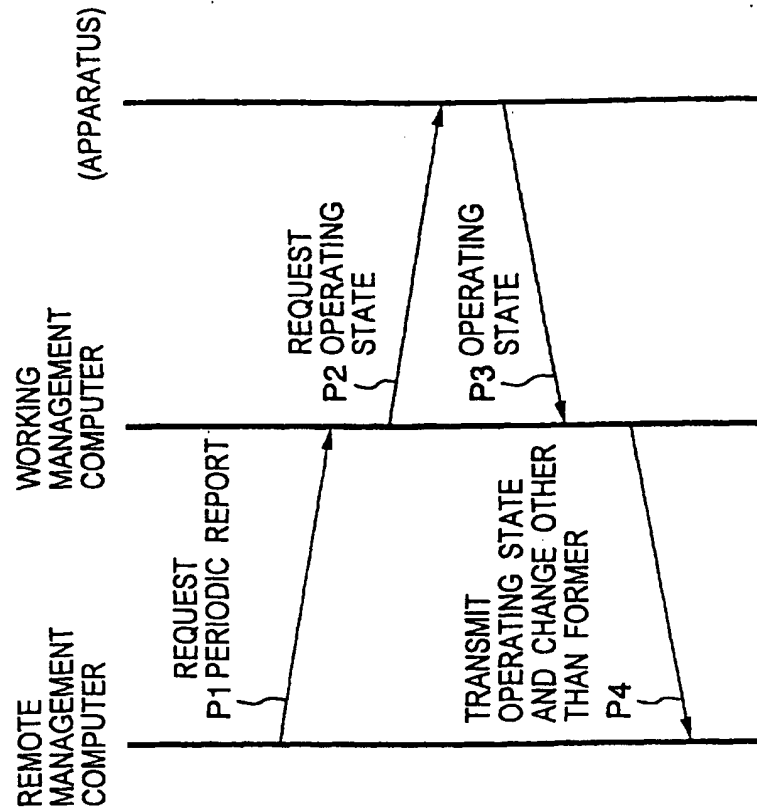 REMOTE
MANAGEMENT
COMPUTER
WORKING
MANAGEMENT
COMPUTER
(APPARATUS)
REQUEST
P1 PERIODIC REPORT
REQUEST
P2 OPERATING
STATE
P3 OPERATING
STATE
TRANSMIT
OPERATING STATE
AND CHANGE OTHER
THAN FORMER
P4